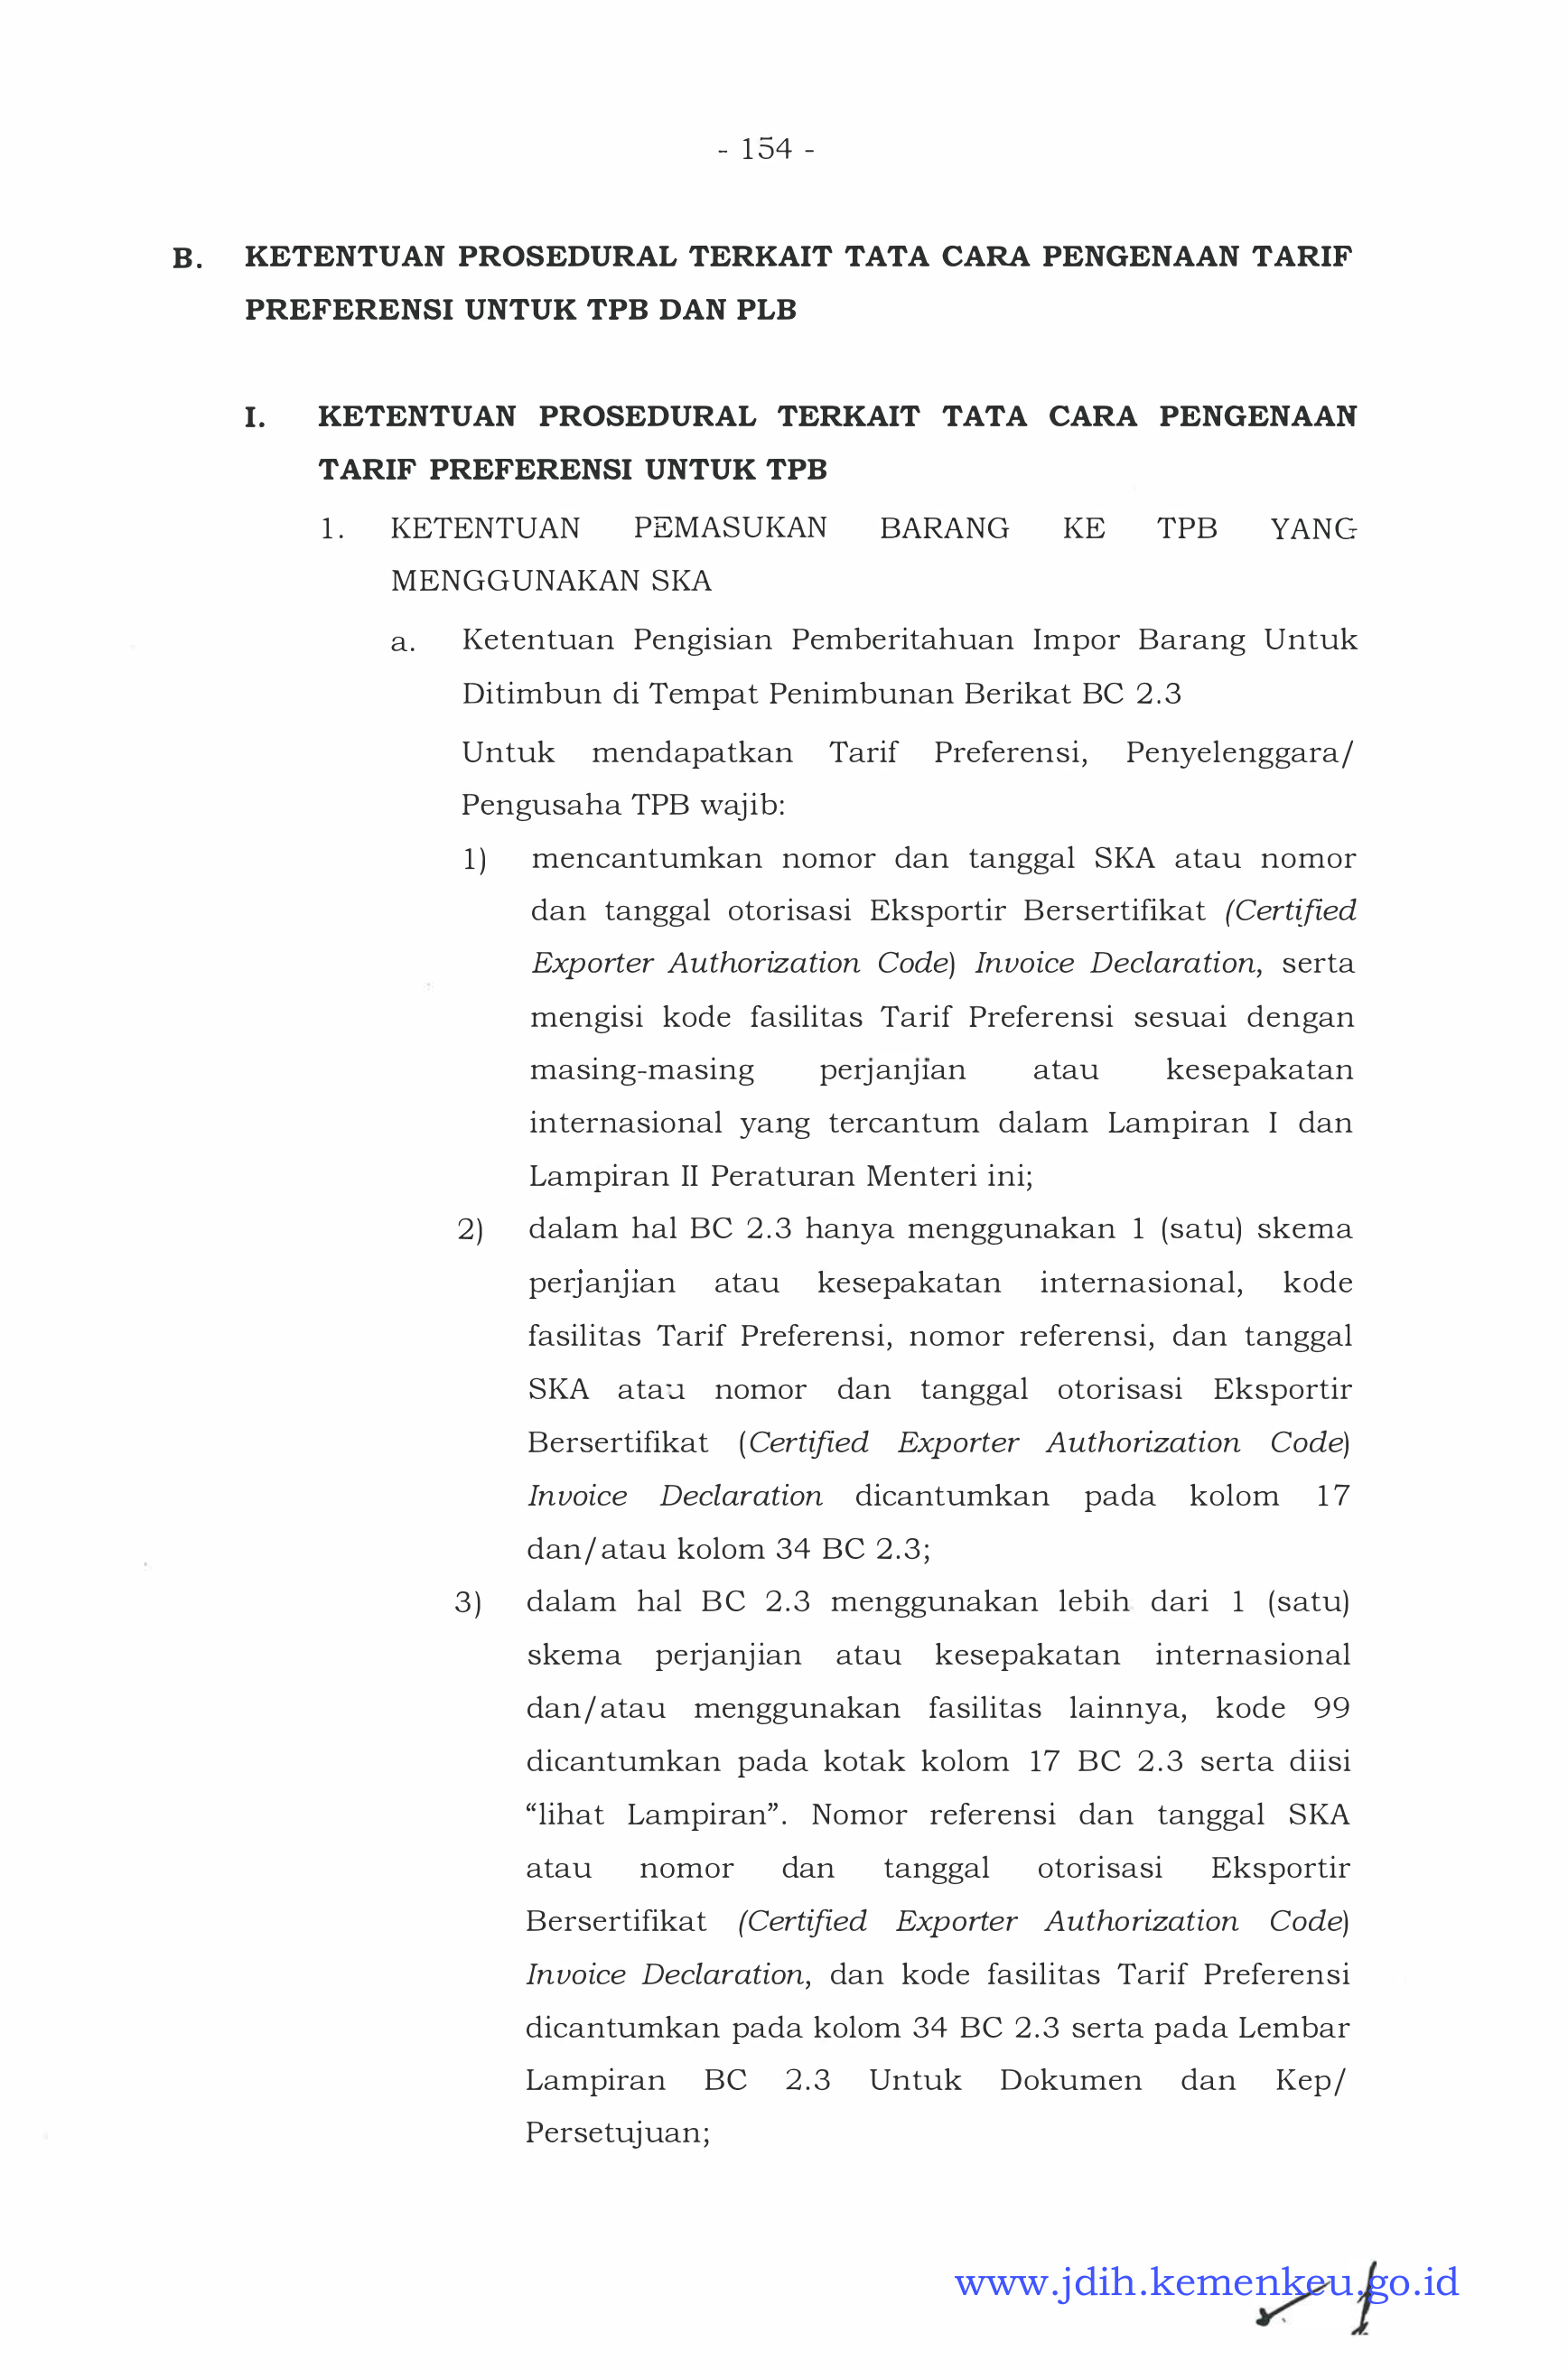 - 154 -
B. KETENTUAN PROSEDURAL TERKAIT TATA CARA PENGENAAN TARIF
PREFERENSI UNTUK TPB DAN PLB
I. KETENTUAN PROSEDURAL TERKAIT TATA CARA PENGENAAN
TARIF PREFERENSI UNTUK TPB
1. KETENTUAN PEMASUKAN BARANG KE TPB YANG
MENGGUNAKAN SKA
a. Ketentuan Pengisian Pemberitahuan Impor Barang Untuk
Ditimbun di Tempat Penimbunan Berikat BC 2.3
Untuk mendapatkan Tarif Preferensi, Penyelenggara/
Pengusaha TPB wajib:
1) mencantumkan nomor dan tanggal SKA atau nomor
dan tanggal otorisasi Eksportir Bersertifikat (Certified
Exporter Authorization Code) Invoice Declaration, serta
mengisi kode fasilitas Tarif Preferensi sesuai dengan
masing-masing perjanjian atau kesepakatan
internasional yang tercantum dalam Lampiran I dan
Lampiran II Peraturan Menteri ini;
2) dalam hal BC 2.3 hanya menggunakan 1 (satu) skema
perjanjian atau kesepakatan internasional, kode
fasilitas Tarif Preferensi, nomor referensi, dan tanggal
SKA atau nomor dan tanggal otorisasi Eksportir
Bersertifikat (Certified Exporter Authorization Code)
Invoice Declaration dicantumkan pada kolom 17
dan/atau kolom 34 BC 2.3;
3) dalam hal BC 2.3 menggunakan lebih dari 1 (satu)
skema perjanjian atau kesepakatan internasional
dan/atau menggunakan fasilitas lainnya, kode 99
dicantumkan pada kotak kolom 17 BC 2.3 serta diisi
“lihat Lampiran”. Nomor referensi dan tanggal SKA
atau nomor dan tanggal otorisasi Eksportir
Bersertifikat (Certified Exporter Authorization Code)
Invoice Declaration, dan kode fasilitas Tarif Preferensi
dicantumkan pada kolom 34 BC 2.3 serta pada Lembar
Lampiran BC 2.3 Untuk Dokumen dan Kep/
Persetujuan;
www.jdih.kemenkeu.go.id